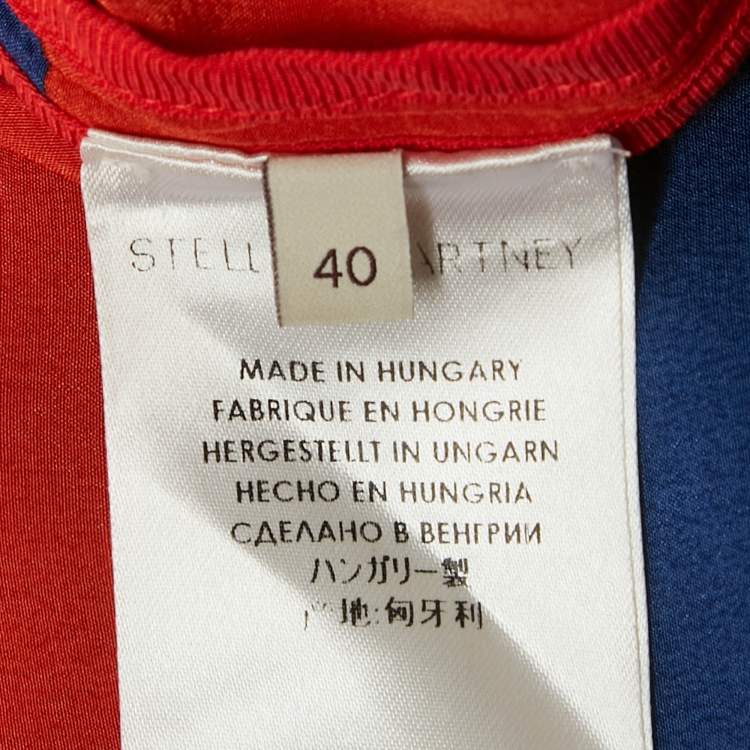 STELL ARTNEY
40
MADE IN HUNGARY
FABRIQUE EN HONGRIE
HERGESTELLT IN UNGARN
HECHO EN HUNGRIA
СДЕЛАНО В ВЕНГРИИ
ハンガリー製
产地:匈牙利